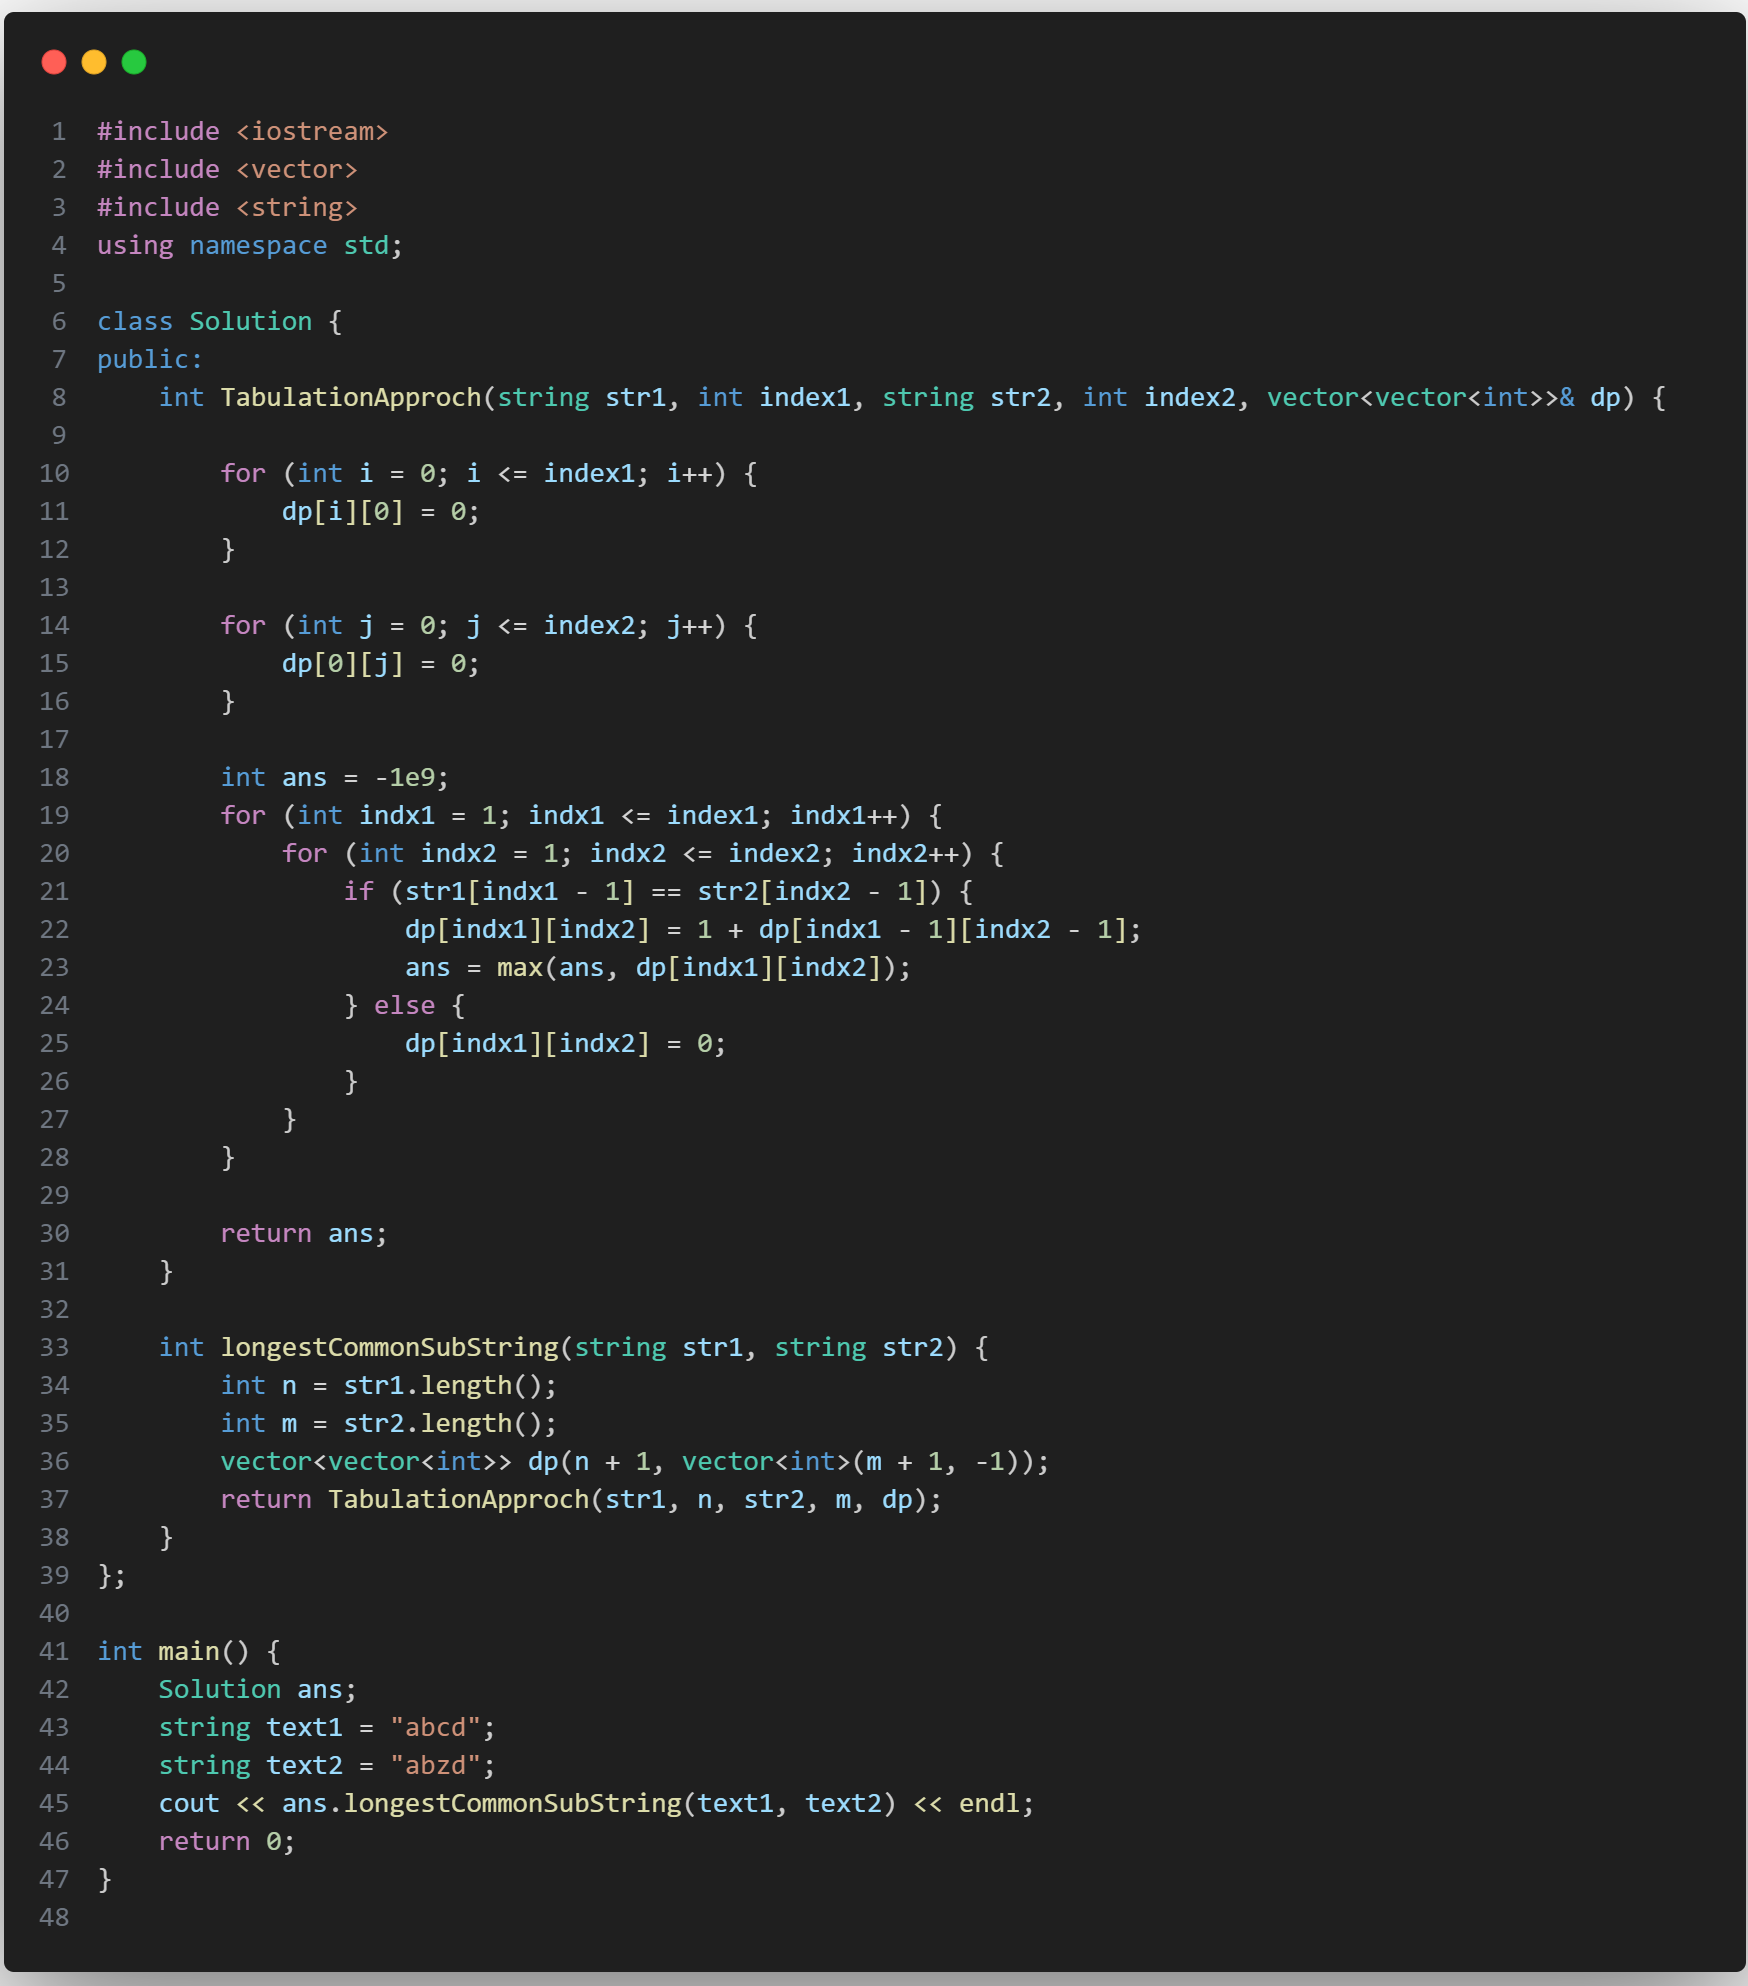 1 #include <iostream>
2 #include <vector>
3 #include <string>
4 using namespace std;
5
6 class Solution {
7 public:
8     int TabulationApproch(string str1, int index1, string str2, int index2, vector<vector<int>>& dp) {
9
10         for (int i = 0; i <= index1; i++) {
11             dp[i][0] = 0;
12         }
13
14         for (int j = 0; j <= index2; j++) {
15             dp[0][j] = 0;
16         }
17
18         int ans = -1e9;
19         for (int indx1 = 1; indx1 <= index1; indx1++) {
20             for (int indx2 = 1; indx2 <= index2; indx2++) {
21                 if (str1[indx1 - 1] == str2[indx2 - 1]) {
22                     dp[indx1][indx2] = 1 + dp[indx1 - 1][indx2 - 1];
23                     ans = max(ans, dp[indx1][indx2]);
24                 } else {
25                     dp[indx1][indx2] = 0;
26                 }
27             }
28         }
29
30         return ans;
31     }
32
33     int longestCommonSubString(string str1, string str2) {
34         int n = str1.length();
35         int m = str2.length();
36         vector<vector<int>> dp(n + 1, vector<int>(m + 1, -1));
37         return TabulationApproch(str1, n, str2, m, dp);
38     }
39 };
40
41 int main() {
42     Solution ans;
43     string text1 = "abcd";
44     string text2 = "abzd";
45     cout << ans.longestCommonSubString(text1, text2) << endl;
46     return 0;
47 }
48